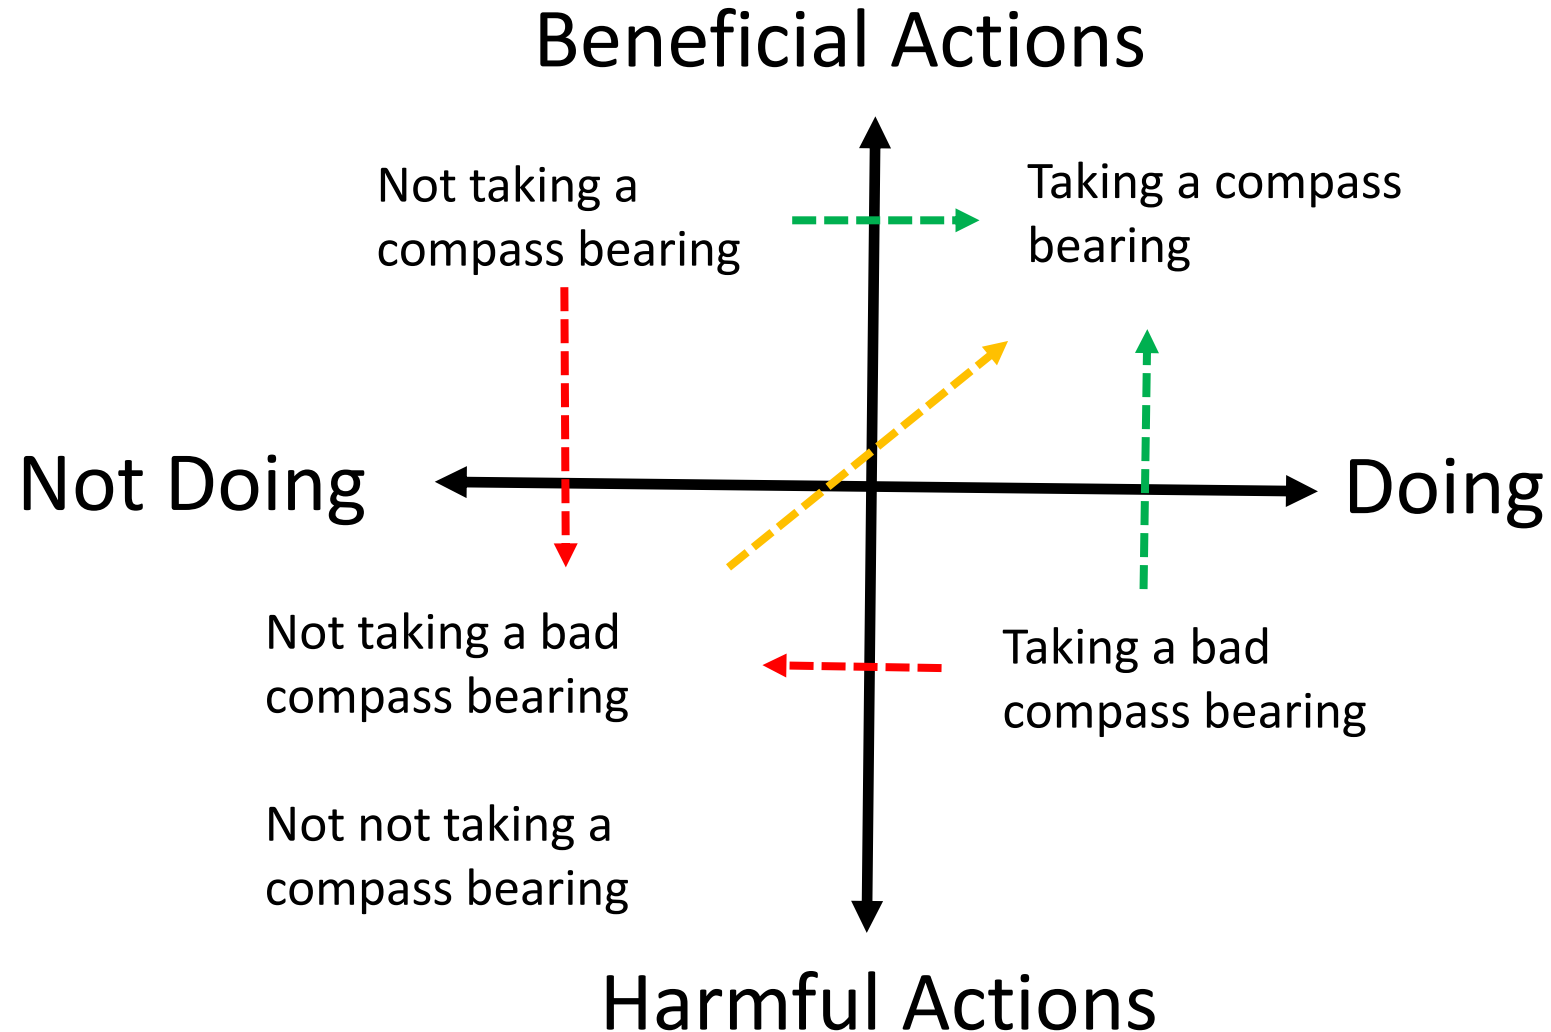 Beneficial Actions
Not taking a
compass bearing
Taking a compass
bearing
Not Doing
Doing
Not taking a bad
compass bearing
Taking a bad
compass bearing
Not not taking a
compass bearing
Harmful Actions